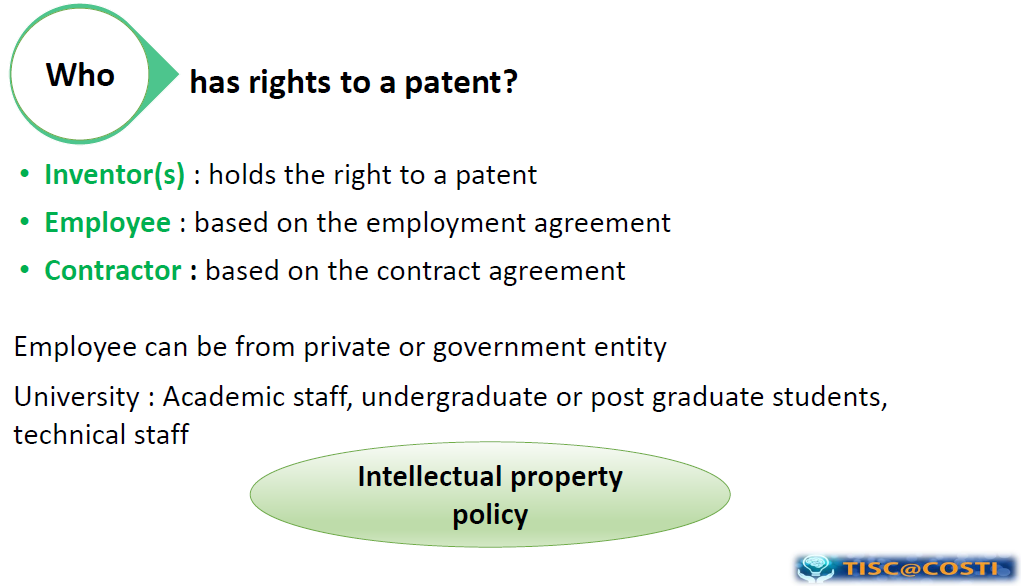 Who
has rights to a patent?
• Inventor(s) : holds the right to a patent
• Employee : based on the employment agreement
• Contractor : based on the contract agreement
Employee can be from private or government entity
University : Academic staff, undergraduate or post graduate students,
technical staff
Intellectual property
policy
TISC@COSTI